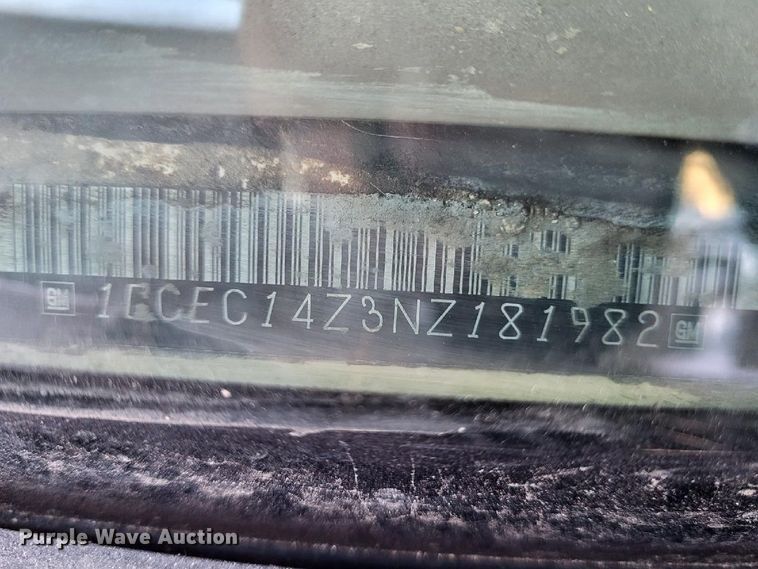 GM 1GCEC14Z3NZ181982 GM
Purple Wave Auction®